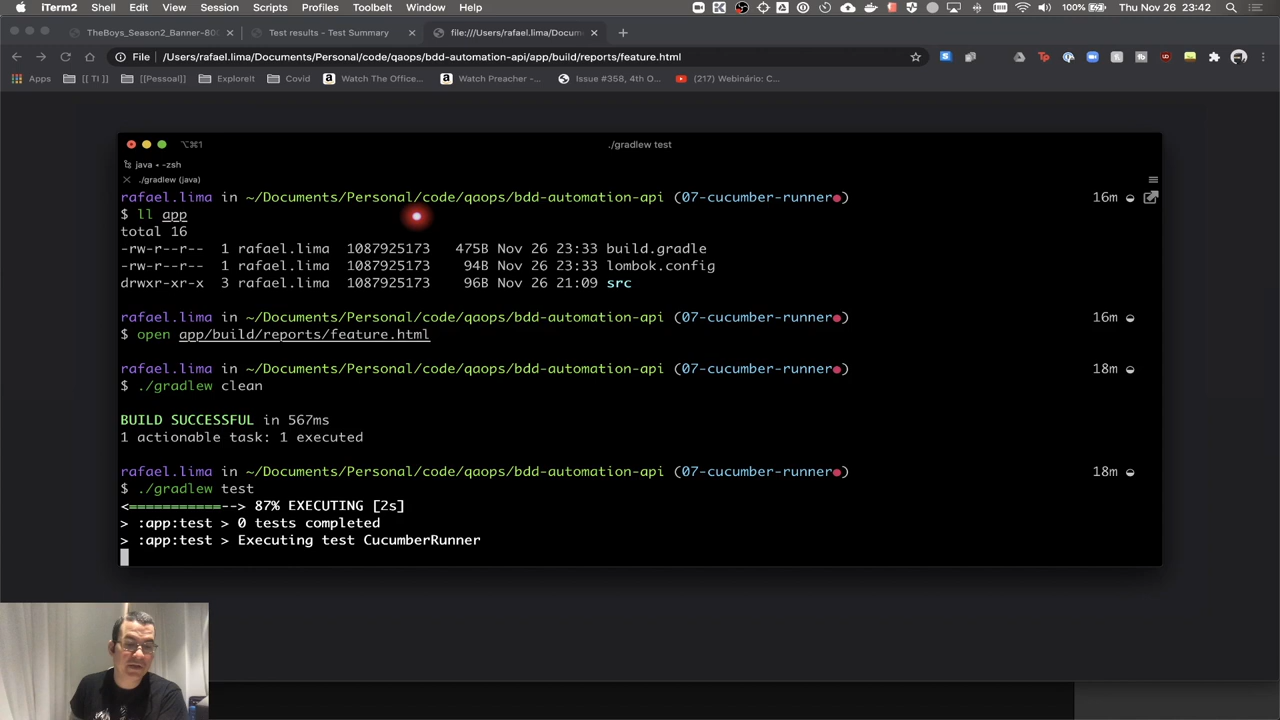 iTerm2 Shell Edit View Session Scripts Profiles Toolbelt Window Help 100% Thu Nov 26 23:42
TheBoys_Season2_Banner-80 Test results - Test Summary file:///Users/rafael.lima/Docum
File /Users/rafael.lima/Documents/Personal/code/qaops/bdd-automation-api/app/build/reports/feature.html
Apps [[ TI ]] [Pessoal] ExploreIt Covid Watch The Office... Watch Preacher -... Issue #358, 4th O... (217) Webinário: C...
⌥⌘1 ./gradlew test
java • -zsh
./gradlew (java)
rafael.lima in ~/Documents/Personal/code/qaops/bdd-automation-api (07-cucumber-runner●) 16m
$ ll app
total 16
-rw-r--r-- 1 rafael.lima 1087925173 475B Nov 26 23:33 build.gradle
-rw-r--r-- 1 rafael.lima 1087925173 94B Nov 26 23:33 lombok.config
drwxr-xr-x 3 rafael.lima 1087925173 96B Nov 26 21:09 src
rafael.lima in ~/Documents/Personal/code/qaops/bdd-automation-api (07-cucumber-runner●) 16m
$ open app/build/reports/feature.html
rafael.lima in ~/Documents/Personal/code/qaops/bdd-automation-api (07-cucumber-runner●) 18m
$ ./gradlew clean
BUILD SUCCESSFUL in 567ms
1 actionable task: 1 executed
rafael.lima in ~/Documents/Personal/code/qaops/bdd-automation-api (07-cucumber-runner●) 18m
$ ./gradlew test
<===========--> 87% EXECUTING [2s]
> :app:test > 0 tests completed
> :app:test > Executing test CucumberRunner